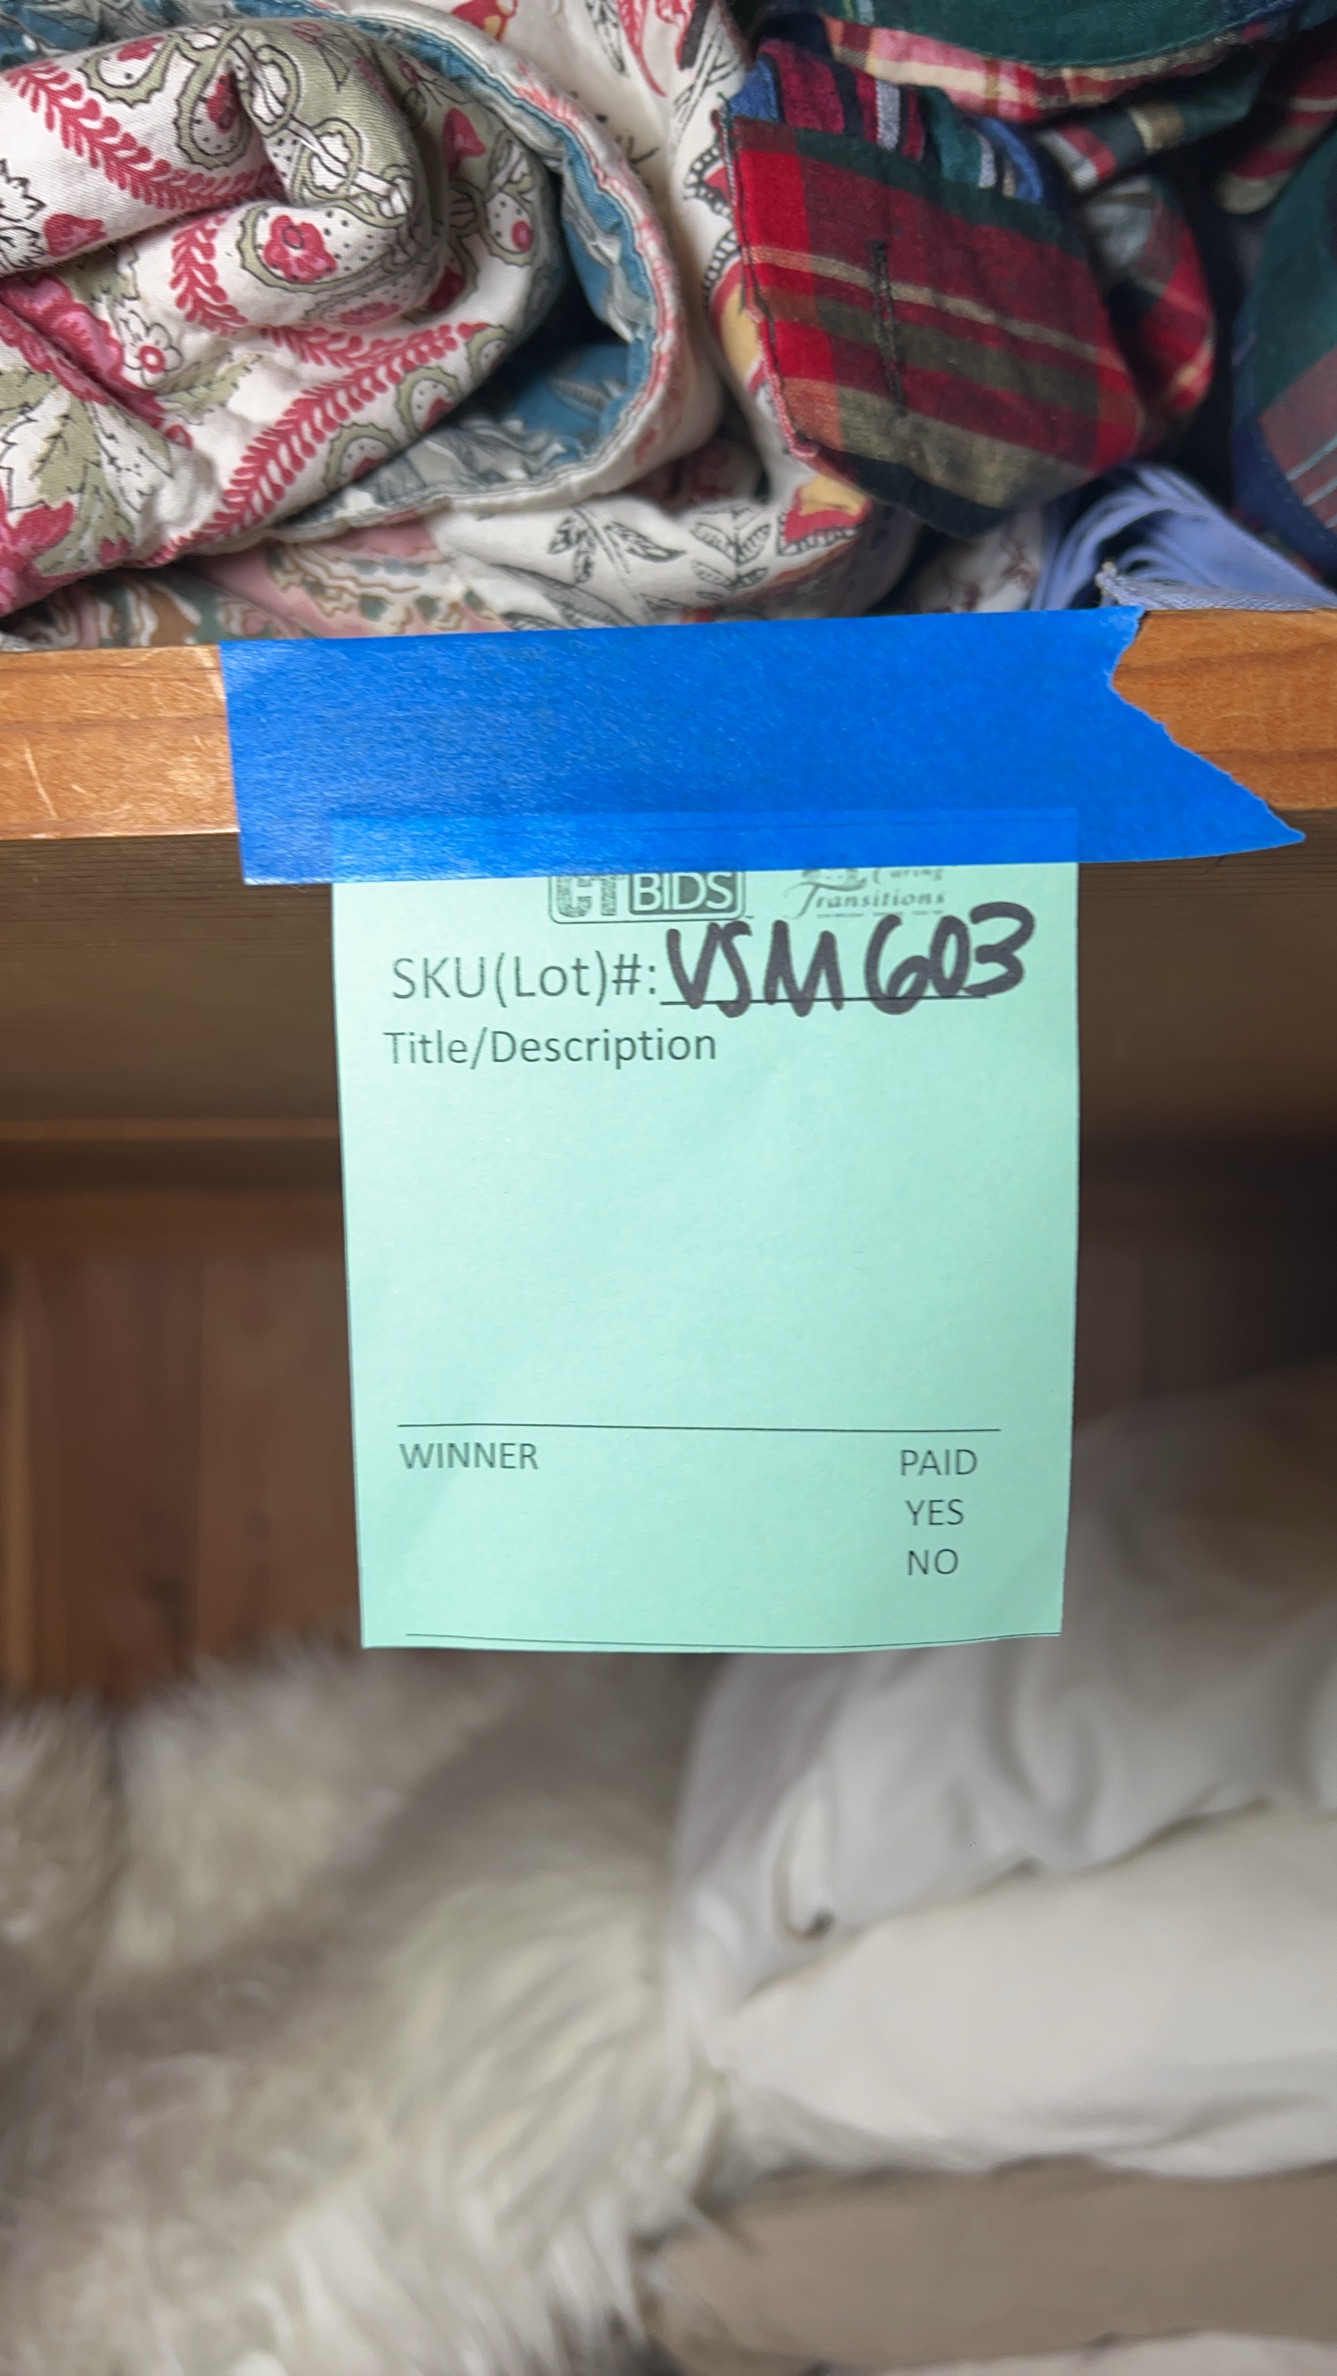 CTBIDS
Transitions
SKU(Lot)#: VSM603
Title/Description
WINNER
PAID
YES
NO